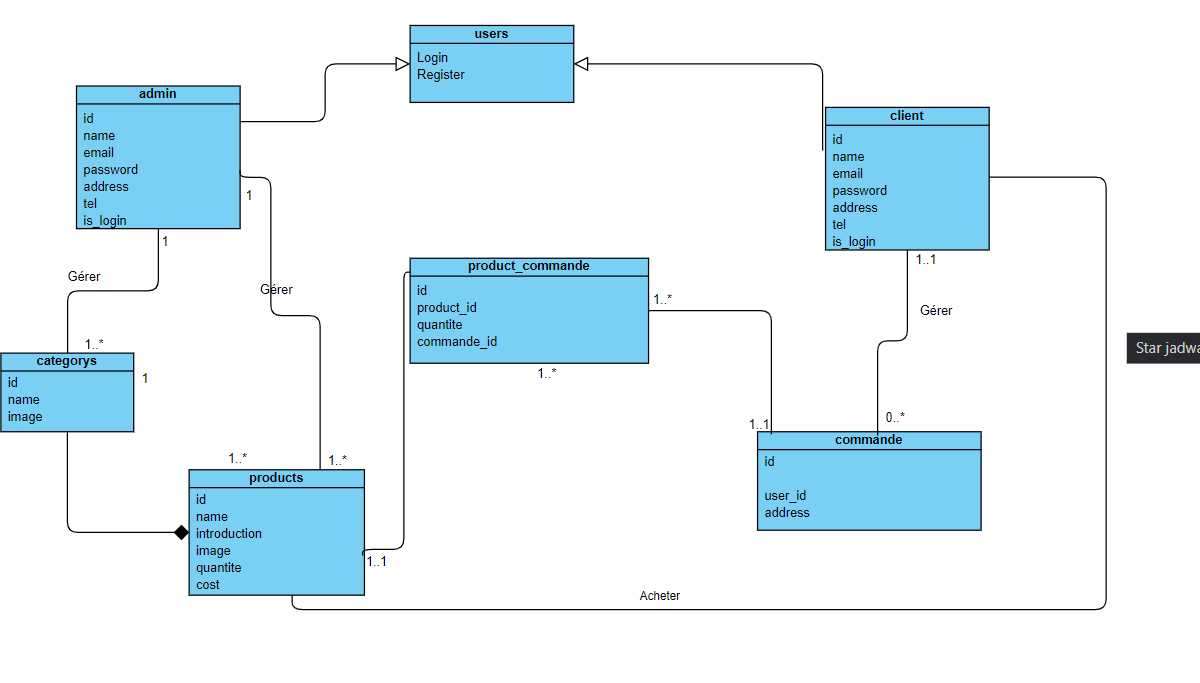 users
Login
Register
admin
id
name
email
password
address
tel
is_login
1
1
client
id
name
email
password
address
tel
is_login
1..1
Gérer
Gérer
Gérer
product_commande
id
product_id
quantite
commande_id
1..*
1..*
Star jadwa
1..*
categorys
id
name
image
1
1..*
1..*
products
id
name
introduction
image
quantite
cost
1..1
1..1
0..*
commande
id
user_id
address
Acheter